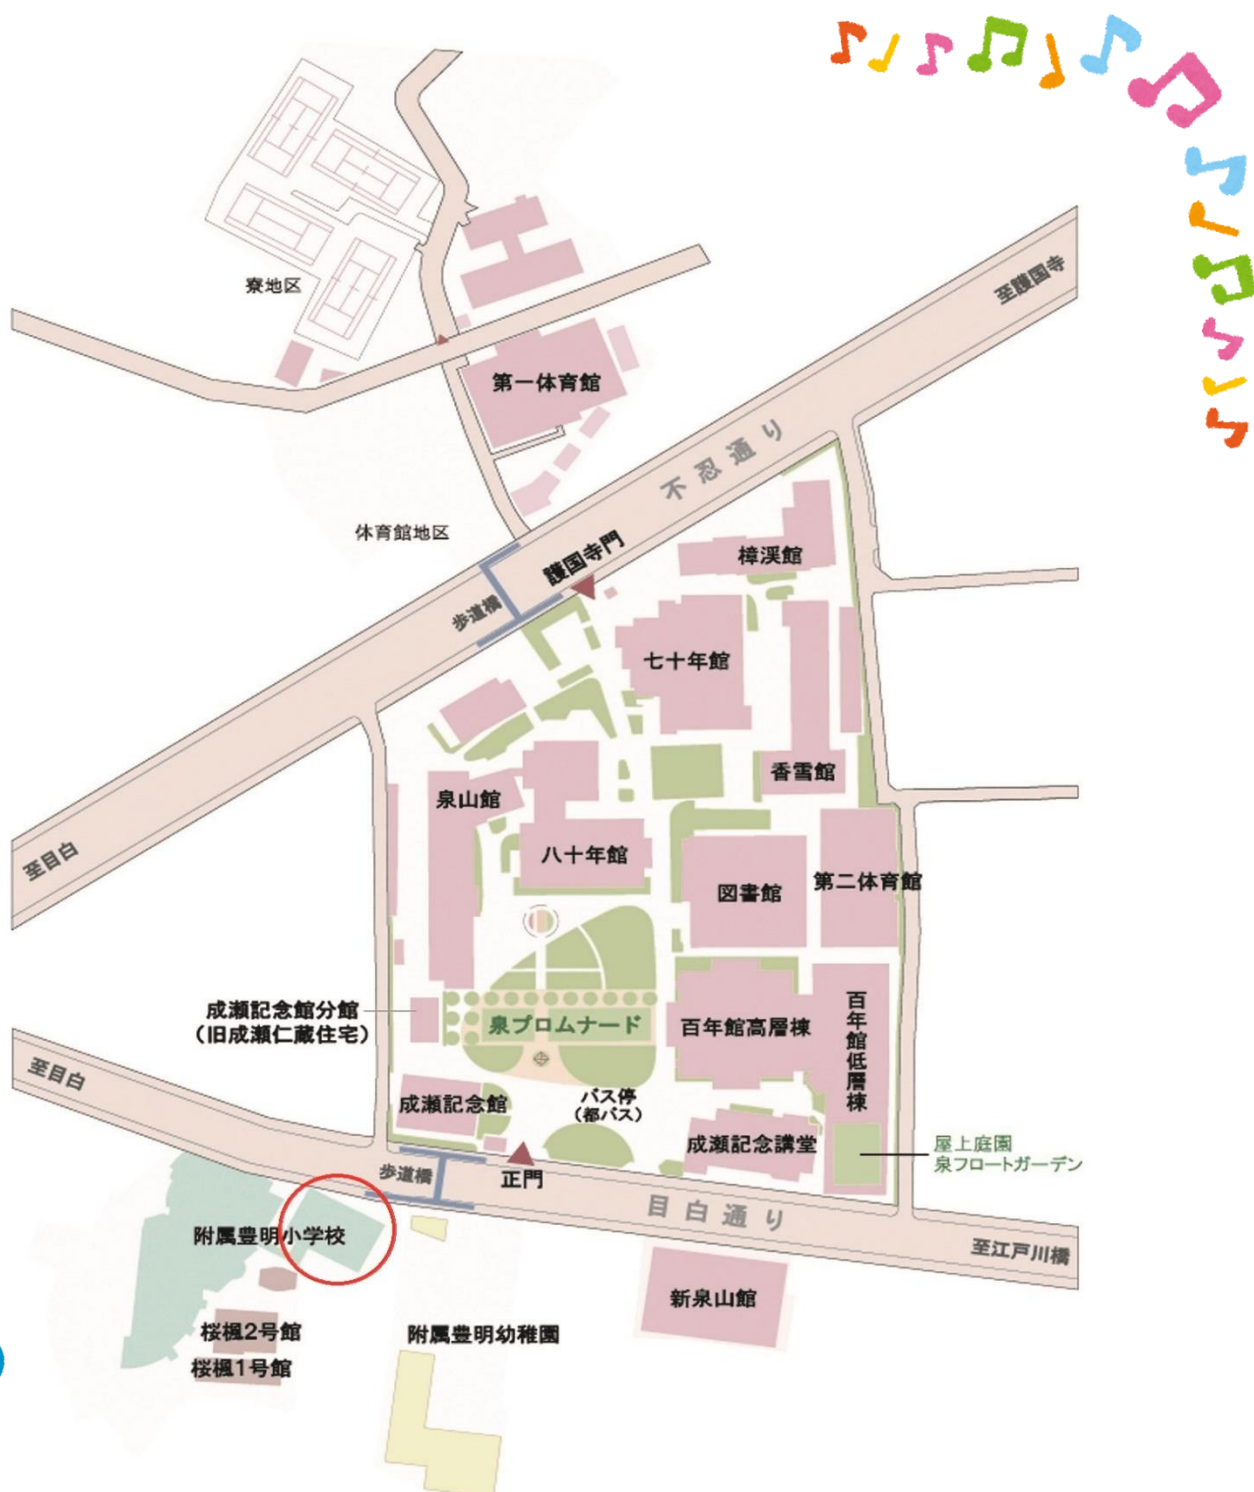 寮地区
至護国寺
第一体育館
不忍通り
体育館地区
護国寺門
樟渓館
歩道橋
七十年館
香雪館
泉山館
八十年館
至目白
図書館
第二体育館
成瀬記念館分館
(旧成瀬仁蔵住宅)
泉プロムナード
百年館高層棟
百年館低層棟
至目白
成瀬記念館
バス停
(都バス)
成瀬記念講堂
屋上庭園
泉フロートガーデン
歩道橋
正門
目白通り
附属豊明小学校
至江戸川橋
新泉山館
桜楓2号館
附属豊明幼稚園
桜楓1号館